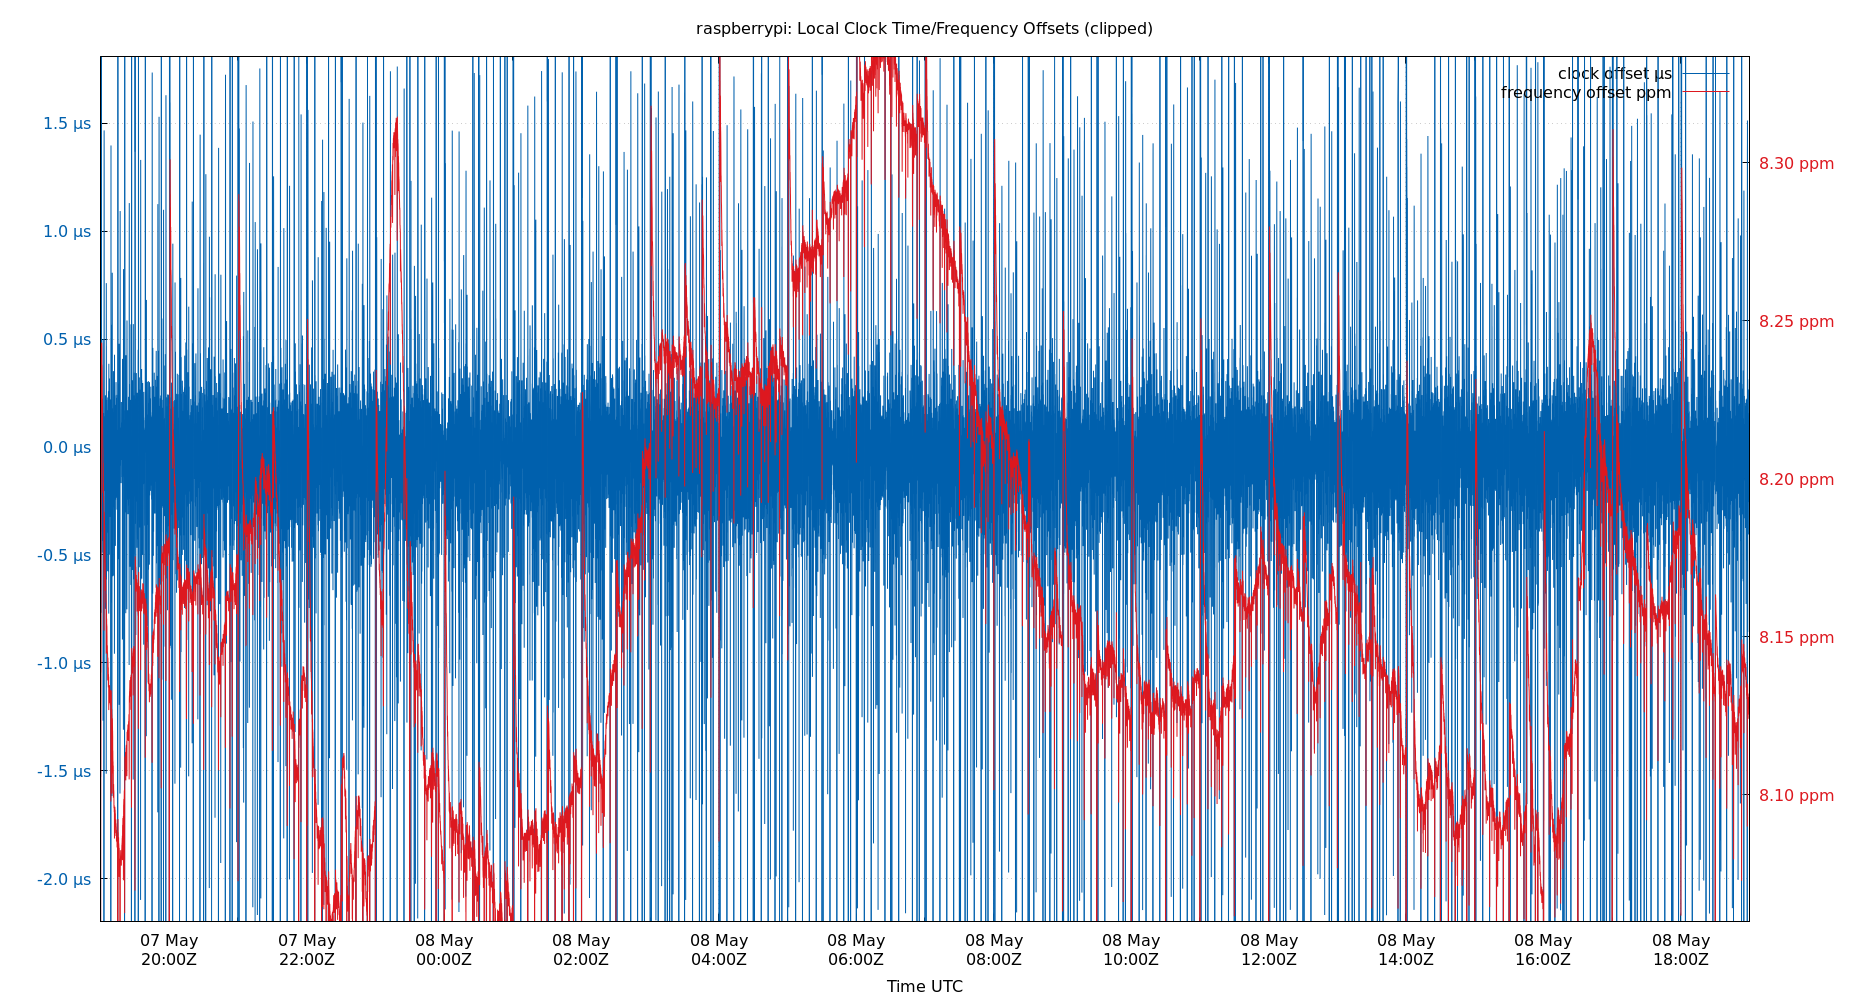 raspberrypi: Local Clock Time/Frequency Offsets (clipped)
clock offset µs
frequency offset ppm
1.5 µs
1.0 µs
0.5 µs
0.0 µs
-0.5 µs
-1.0 µs
-1.5 µs
-2.0 µs
8.30 ppm
8.25 ppm
8.20 ppm
8.15 ppm
8.10 ppm
07 May 07 May 08 May 08 May 08 May 08 May 08 May 08 May 08 May 08 May 08 May 08 May
20:00Z 22:00Z 00:00Z 02:00Z 04:00Z 06:00Z 08:00Z 10:00Z 12:00Z 14:00Z 16:00Z 18:00Z
Time UTC